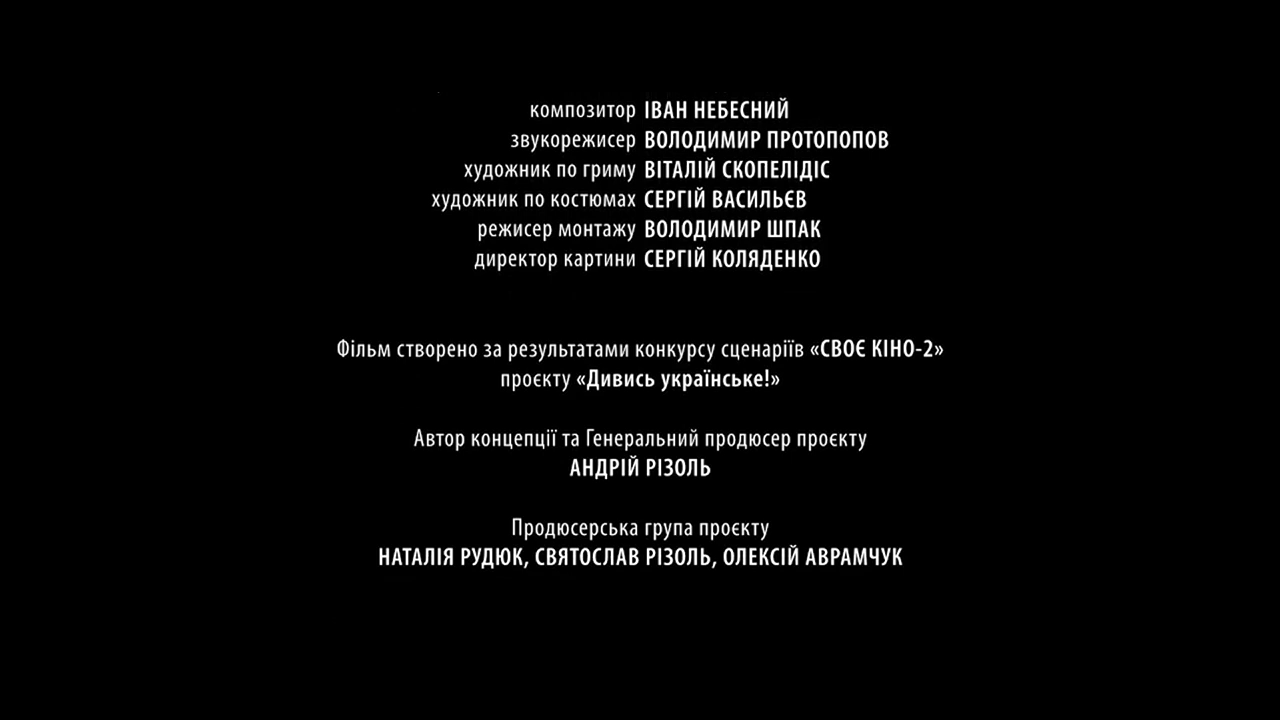 композитор ІВАН НЕБЕСНИЙ
звукорежисер ВОЛОДИМИР ПРОТОПОПОВ
художник по гриму ВІТАЛІЙ СКОПЕЛІДІС
художник по костюмах СЕРГІЙ ВАСИЛЬЄВ
режисер монтажу ВОЛОДИМИР ШПАК
директор картини СЕРГІЙ КОЛЯДЕНКО
Фільм створено за результатами конкурсу сценаріїв «СВОЄ КІНО-2»
проєкту «Дивись українське!»
Автор концепції та Генеральний продюсер проєкту
АНДРІЙ РІЗОЛЬ
Продюсерська група проєкту
НАТАЛІЯ РУДЮК, СВЯТОСЛАВ РІЗОЛЬ, ОЛЕКСІЙ АВРАМЧУК